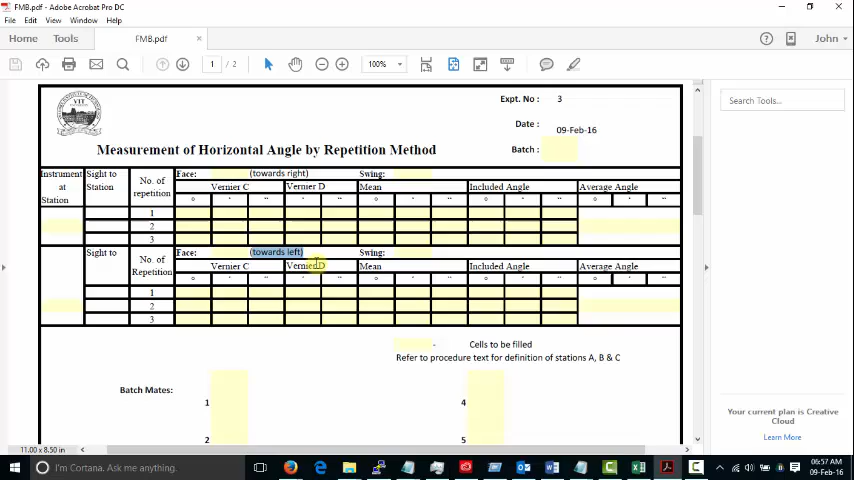 FMB.pdf - Adobe Acrobat Pro DC
File Edit View Window Help
Home Tools FMB.pdf × John
1 / 2 100%
Search Tools...
VIT
Expt. No : 3
Date : 09-Feb-16
Measurement of Horizontal Angle by Repetition Method
Batch :
Instrument at Station
Sight to Station
No. of repetition
Face: (towards right) Swing:
Vernier C Vernier D Mean Included Angle Average Angle
o ' " ' " o ' " o ' " o ' "
1
2
3
Sight to
No. of Repetition
Face: (towards left) Swing:
Vernier C Vernier D Mean Included Angle Average Angle
o ' " ' " o ' " o ' " o ' "
1
2
3
- Cells to be filled
Refer to procedure text for definition of stations A, B & C
Batch Mates:
1 4
2 5
Your current plan is Creative
Cloud
Learn More
11.00 x 8.50 in
I'm Cortana. Ask me anything.
06:57 AM
09-Feb-16